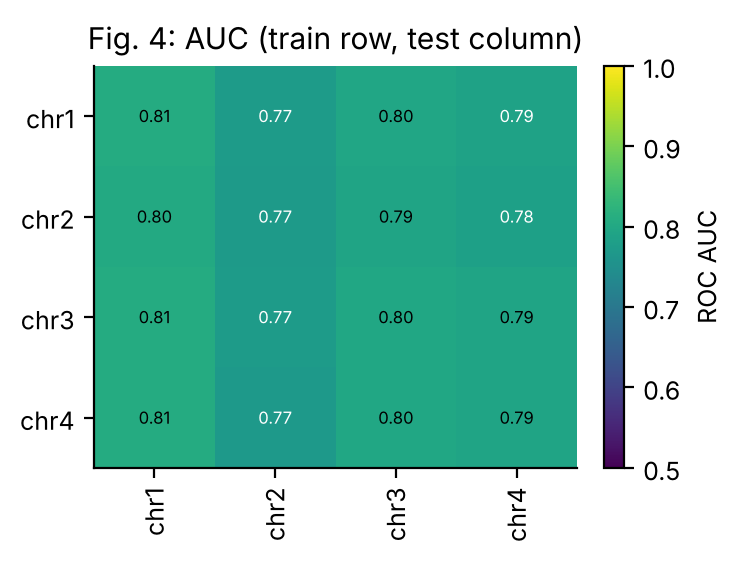 Fig. 4: AUC (train row, test column)
chr1 0.81 0.77 0.80 0.79
chr2 0.80 0.77 0.79 0.78
chr3 0.81 0.77 0.80 0.79
chr4 0.81 0.77 0.80 0.79
chr1 chr2 chr3 chr4
1.0
0.9
0.8
0.7
0.6
0.5
ROC AUC